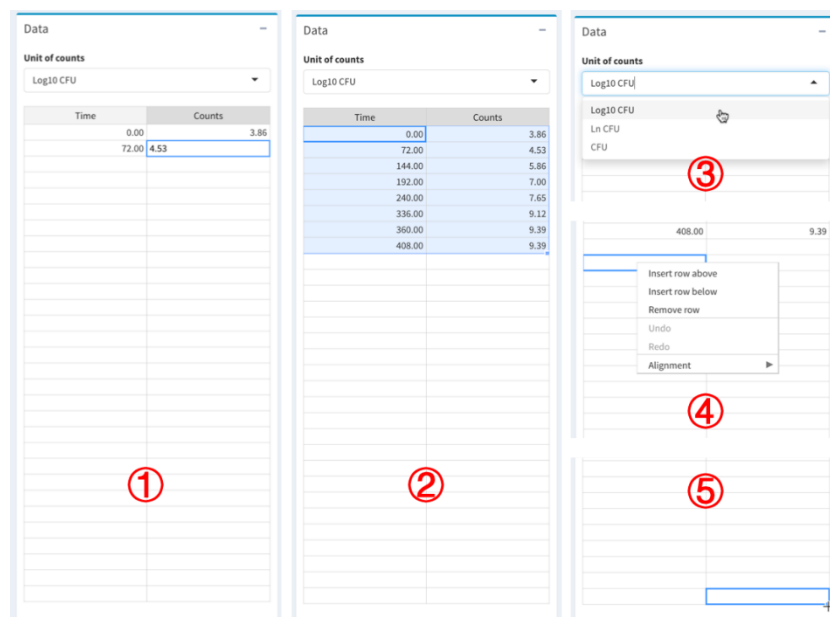 Data –
Unit of counts
Log10 CFU
Time Counts
0.00 3.86
72.00 4.53
①
Data –
Unit of counts
Log10 CFU
Time Counts
0.00 3.86
72.00 4.53
144.00 5.86
192.00 7.00
240.00 7.65
336.00 9.12
360.00 9.39
408.00 9.39
②
Data –
Unit of counts
Log10 CFU
Log10 CFU
Ln CFU
CFU
③
408.00 9.39
Insert row above
Insert row below
Remove row
Undo
Redo
Alignment
④
⑤